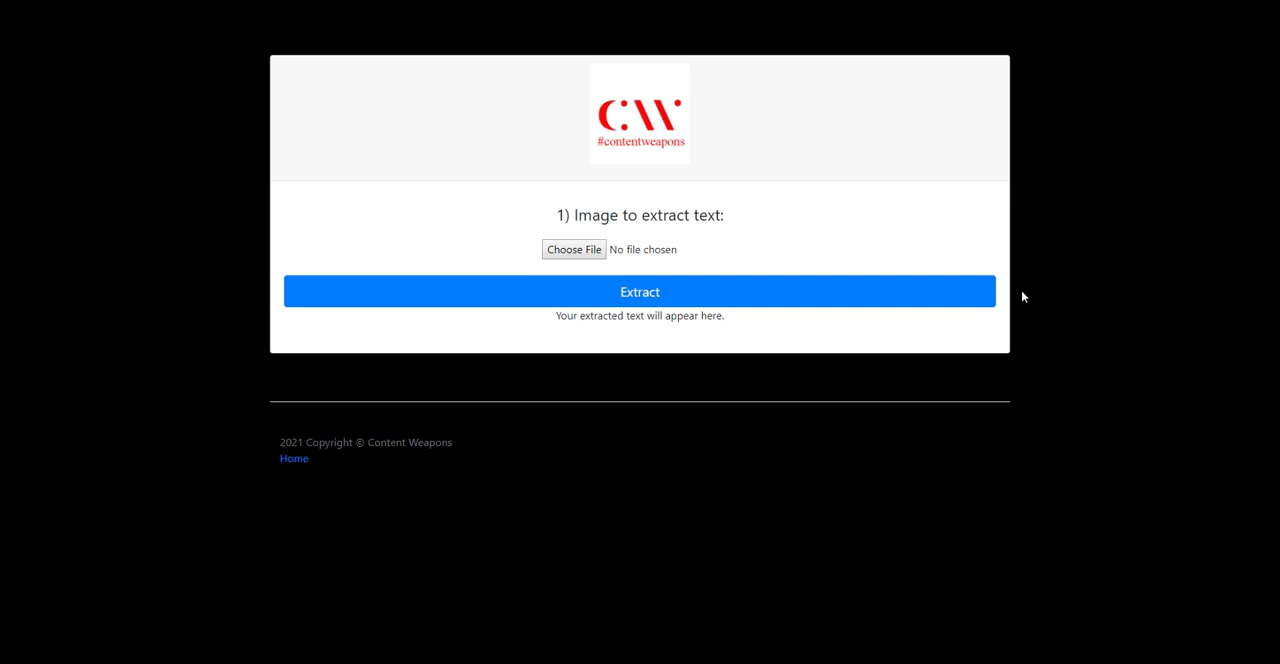 CW
#contentweapons
1) Image to extract text:
Choose File No file chosen
Extract
Your extracted text will appear here.
2021 Copyright © Content Weapons
Home